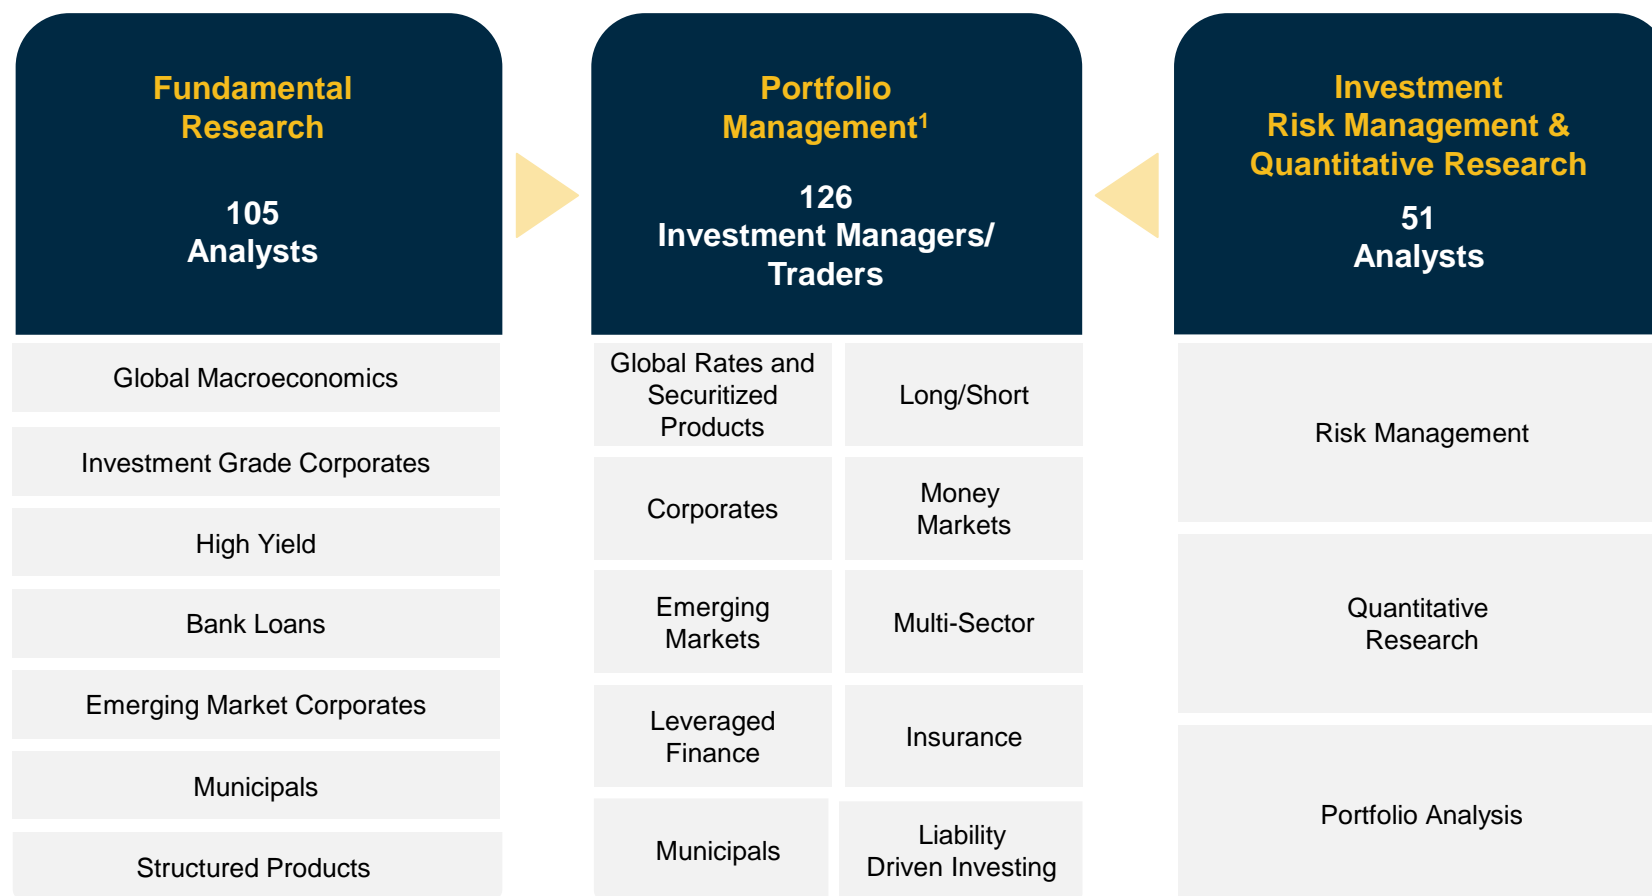 Fundamental
Research
105
Analysts
Global Macroeconomics
Investment Grade Corporates
High Yield
Bank Loans
Emerging Market Corporates
Municipals
Structured Products
Portfolio
Management¹
126
Investment Managers/
Traders
Global Rates and
Securitized
Products
Long/Short
Corporates
Money
Markets
Emerging
Markets
Multi-Sector
Leveraged
Finance
Insurance
Municipals
Liability
Driven Investing
Investment
Risk Management &
Quantitative Research
51
Analysts
Risk Management
Quantitative
Research
Portfolio Analysis